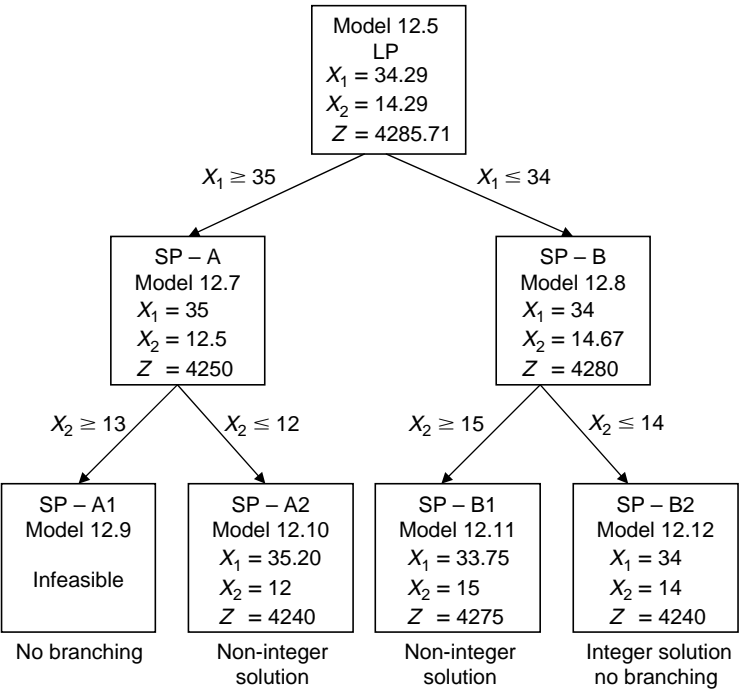 Model 12.5
LP
X₁ = 34.29
X₂ = 14.29
Z = 4285.71
X₁ ≥ 35
X₁ ≤ 34
SP – A
Model 12.7
X₁ = 35
X₂ = 12.5
Z = 4250
SP – B
Model 12.8
X₁ = 34
X₂ = 14.67
Z = 4280
X₂ ≥ 13
X₂ ≤ 12
X₂ ≥ 15
X₂ ≤ 14
SP – A1
Model 12.9
Infeasible
SP – A2
Model 12.10
X₁ = 35.20
X₂ = 12
Z = 4240
SP – B1
Model 12.11
X₁ = 33.75
X₂ = 15
Z = 4275
SP – B2
Model 12.12
X₁ = 34
X₂ = 14
Z = 4240
No branching
Non-integer
solution
Non-integer
solution
Integer solution
no branching